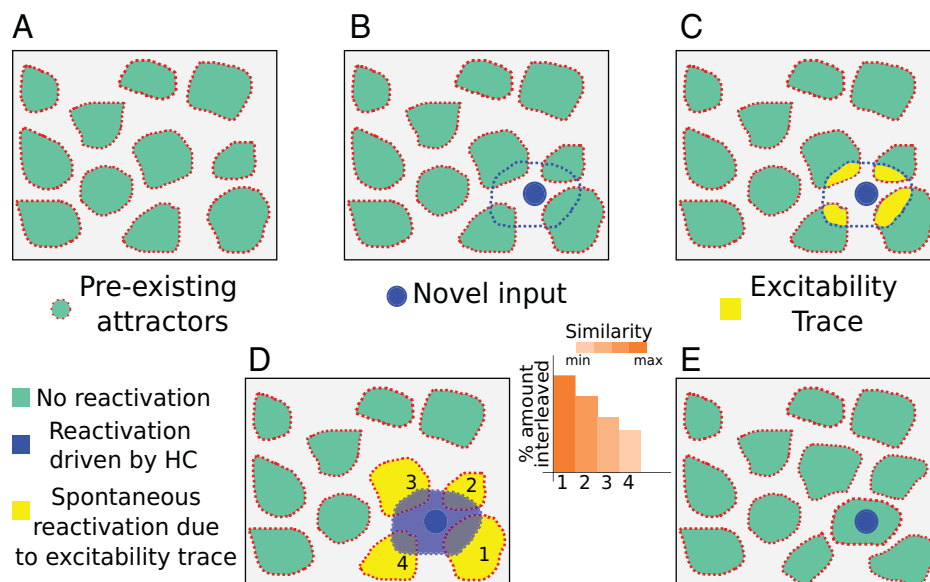 A
B
C
Pre-existing
attractors
Novel input
Excitability
Trace
D
E
No reactivation
Reactivation
driven by HC
Spontaneous
reactivation due
to excitability trace
3
2
1
4
Similarity
min
max
% amount
interleaved
1 2 3 4